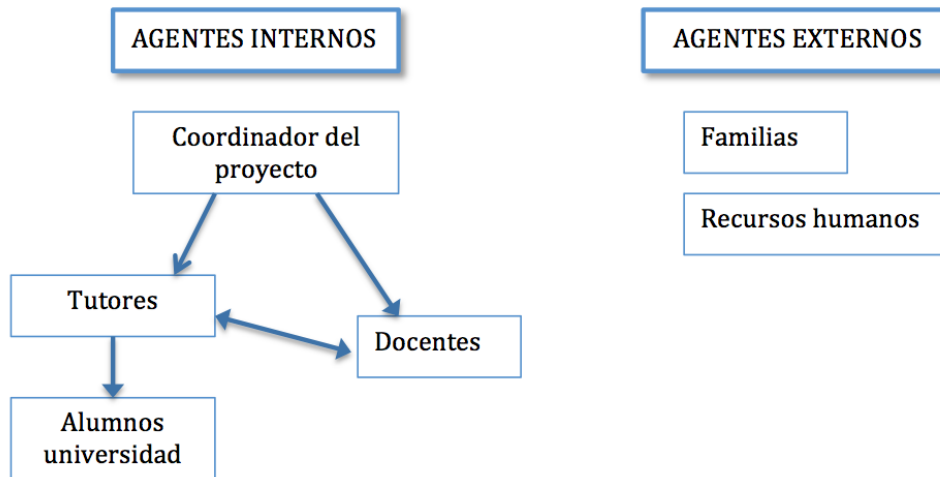 AGENTES INTERNOS
AGENTES EXTERNOS
Coordinador del
proyecto
Familias
Recursos humanos
Tutores
Docentes
Alumnos
universidad